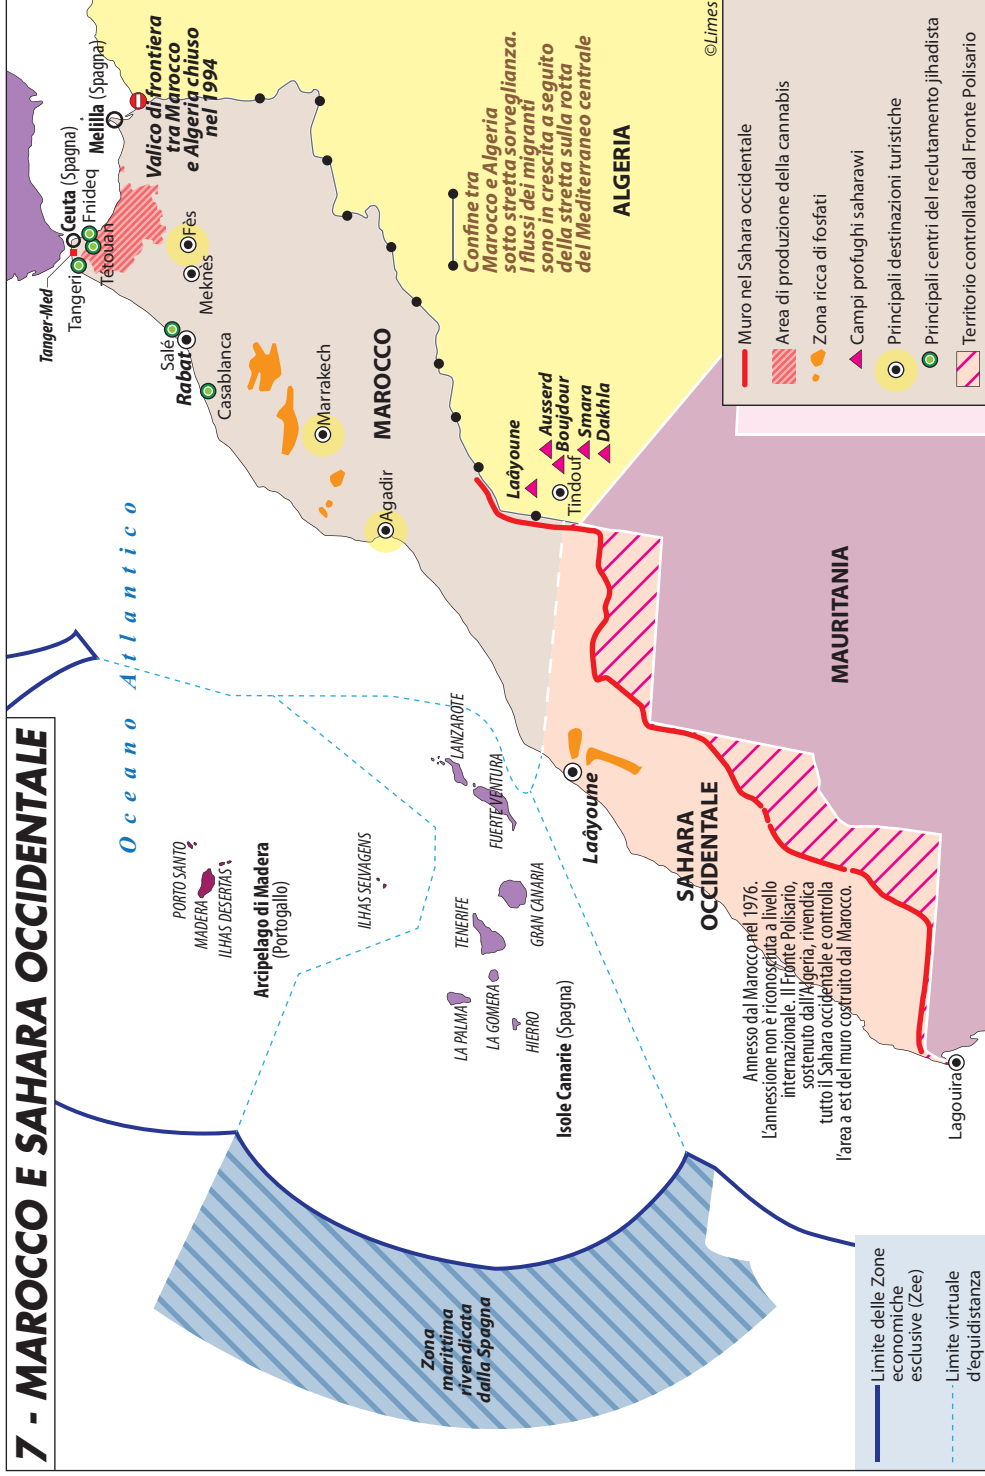 7 - MAROCCO E SAHARA OCCIDENTALE
Oceano Atlantico
PORTO SANTO
MADERA
ILHAS DESERTAS
Arcipelago di Madera
(Portogallo)
ILHAS SELVAGENS
LANZAROTE
FUERTEVENTURA
TENERIFE
GRAN CANARIA
LA PALMA
LA GOMERA
HIERRO
Isole Canarie (Spagna)
Zona
marittima
rivendicata
dalla Spagna
Tanger-Med
Tangeri
Ceuta (Spagna)
Fnideq
Tétouan
Melilla (Spagna)
Valico di frontiera
tra Marocco
e Algeria chiuso
nel 1994
Fès
Meknès
Salé
Rabat
Casablanca
Marrakech
MAROCCO
Agadir
Confine tra
Marocco e Algeria
sotto stretta sorveglianza.
I flussi dei migranti
sono in crescita a seguito
della stretta sulla rotta
del Mediterraneo centrale
ALGERIA
Laâyoune
Ausserd
Boujdour
Smara
Dakhla
Tindouf
MAURITANIA
Laâyoune
SAHARA
OCCIDENTALE
Annesso dal Marocco nel 1976.
L'annessione non è riconosciuta a livello
internazionale. Il Fronte Polisario,
sostenuto dall'Algeria, rivendica
tutto il Sahara occidentale e controlla
l'area a est del muro costruito dal Marocco.
Lagouira
Limite delle Zone
economiche
esclusive (Zee)
Limite virtuale
d'equidistanza
©Limes
Muro nel Sahara occidentale
Area di produzione della cannabis
Zona ricca di fosfati
Campi profughi saharawi
Principali destinazioni turistiche
Principali centri del reclutamento jihadista
Territorio controllato dal Fronte Polisario